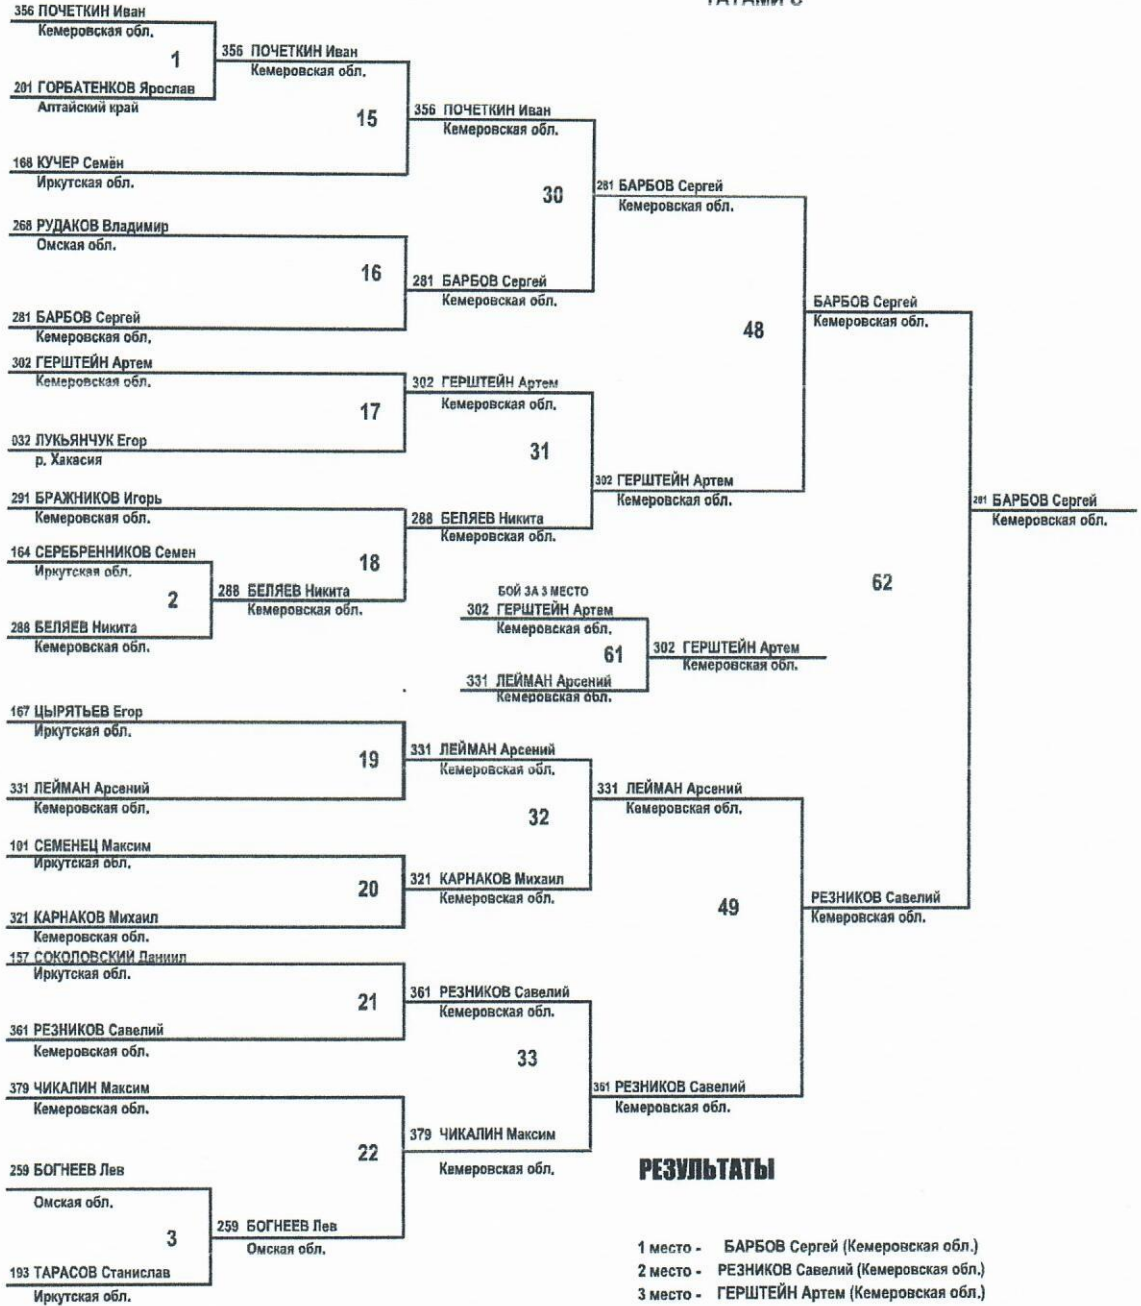 ТАТАМИ С
356 ПОЧЕТКИН Иван
Кемеровская обл.
1
356 ПОЧЕТКИН Иван
Кемеровская обл.
201 ГОРБАТЕНКОВ Ярослав
Алтайский край
15
356 ПОЧЕТКИН Иван
Кемеровская обл.
168 КУЧЕР Семён
Иркутская обл.
30
281 БАРБОВ Сергей
Кемеровская обл.
268 РУДАКОВ Владимир
Омская обл.
16
281 БАРБОВ Сергей
Кемеровская обл.
281 БАРБОВ Сергей
Кемеровская обл.
48
БАРБОВ Сергей
Кемеровская обл.
302 ГЕРШТЕЙН Артем
Кемеровская обл.
17
302 ГЕРШТЕЙН Артем
Кемеровская обл.
032 ЛУКЬЯНЧУК Егор
р. Хакасия
31
302 ГЕРШТЕЙН Артем
Кемеровская обл.
291 БРАЖНИКОВ Игорь
Кемеровская обл.
18
288 БЕЛЯЕВ Никита
Кемеровская обл.
164 СЕРЕБРЕННИКОВ Семен
Иркутская обл.
2
288 БЕЛЯЕВ Никита
Кемеровская обл.
288 БЕЛЯЕВ Никита
Кемеровская обл.
62
281 БАРБОВ Сергей
Кемеровская обл.
БОЙ ЗА 3 МЕСТО
302 ГЕРШТЕЙН Артем
Кемеровская обл.
61
302 ГЕРШТЕЙН Артем
Кемеровская обл.
331 ЛЕЙМАН Арсений
Кемеровская обл.
167 ЦЫРЯТЬЕВ Егор
Иркутская обл.
19
331 ЛЕЙМАН Арсений
Кемеровская обл.
331 ЛЕЙМАН Арсений
Кемеровская обл.
32
331 ЛЕЙМАН Арсений
Кемеровская обл.
101 СЕМЕНЕЦ Максим
Иркутская обл.
20
321 КАРНАКОВ Михаил
Кемеровская обл.
321 КАРНАКОВ Михаил
Кемеровская обл.
49
РЕЗНИКОВ Савелий
Кемеровская обл.
157 СОКОЛОВСКИЙ Даниил
Иркутская обл.
21
361 РЕЗНИКОВ Савелий
Кемеровская обл.
361 РЕЗНИКОВ Савелий
Кемеровская обл.
33
361 РЕЗНИКОВ Савелий
Кемеровская обл.
379 ЧИКАЛИН Максим
Кемеровская обл.
22
379 ЧИКАЛИН Максим
Кемеровская обл.
259 БОГНЕЕВ Лев
Омская обл.
3
259 БОГНЕЕВ Лев
Омская обл.
193 ТАРАСОВ Станислав
Иркутская обл.
РЕЗУЛЬТАТЫ
1 место - БАРБОВ Сергей (Кемеровская обл.)
2 место - РЕЗНИКОВ Савелий (Кемеровская обл.)
3 место - ГЕРШТЕЙН Артем (Кемеровская обл.)